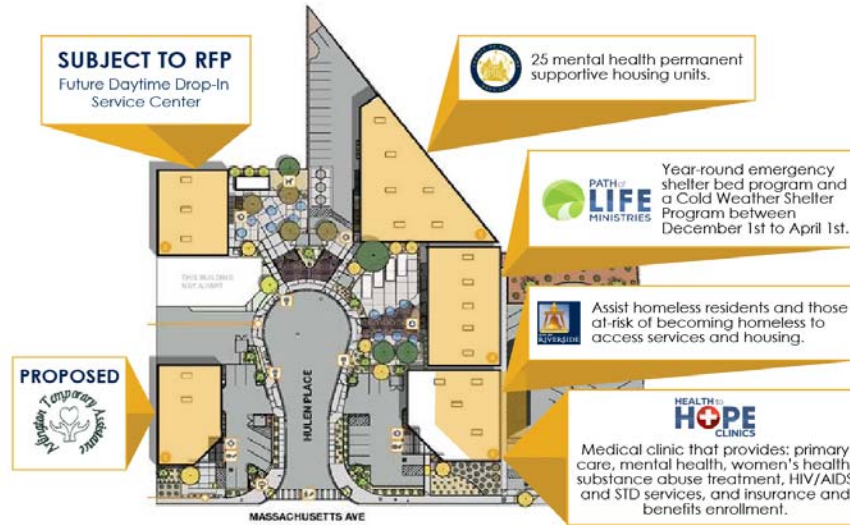 SUBJECT TO RFP
Future Daytime Drop-In
Service Center
25 mental health permanent
supportive housing units.
PATH of
LIFE
MINISTRIES
Year-round emergency
shelter bed program and
a Cold Weather Shelter
Program between
December 1st to April 1st.
RIVERSIDE
Assist homeless residents and those
at-risk of becoming homeless to
access services and housing.
PROPOSED
Arlington Temporary Assistance
HULEN PLACE
HEALTH to
HOPE
CLINICS
Medical clinic that provides: primary
care, mental health, women's health,
substance abuse treatment, HIV/AIDS
and STD services, and insurance and
benefits enrollment.
MASSACHUSETTS AVE